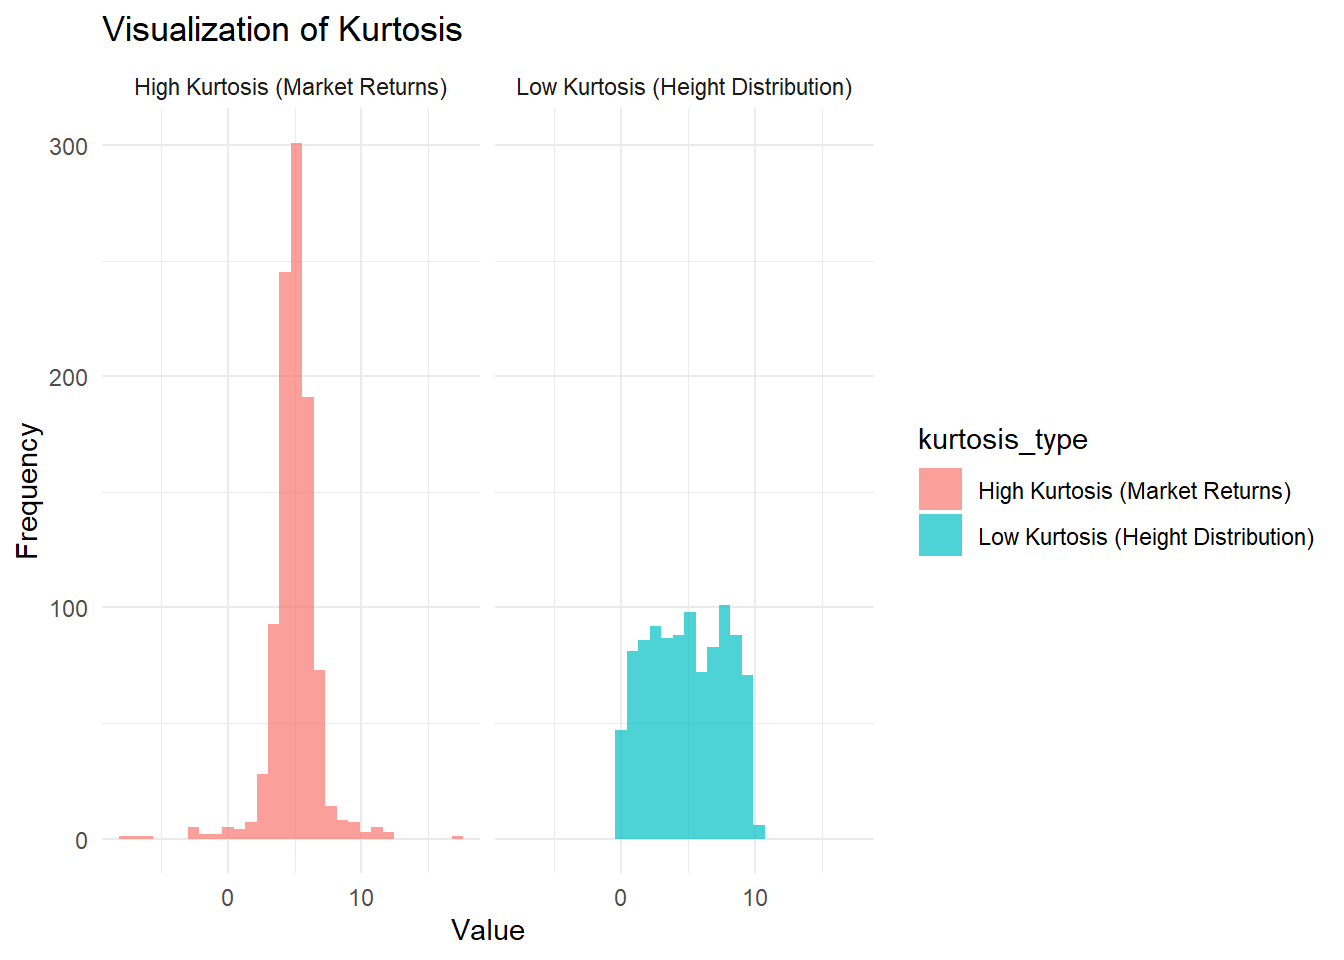 Visualization of Kurtosis
High Kurtosis (Market Returns)
Low Kurtosis (Height Distribution)
300
200
100
0
Frequency
0
10
0
10
Value
kurtosis_type
High Kurtosis (Market Returns)
Low Kurtosis (Height Distribution)